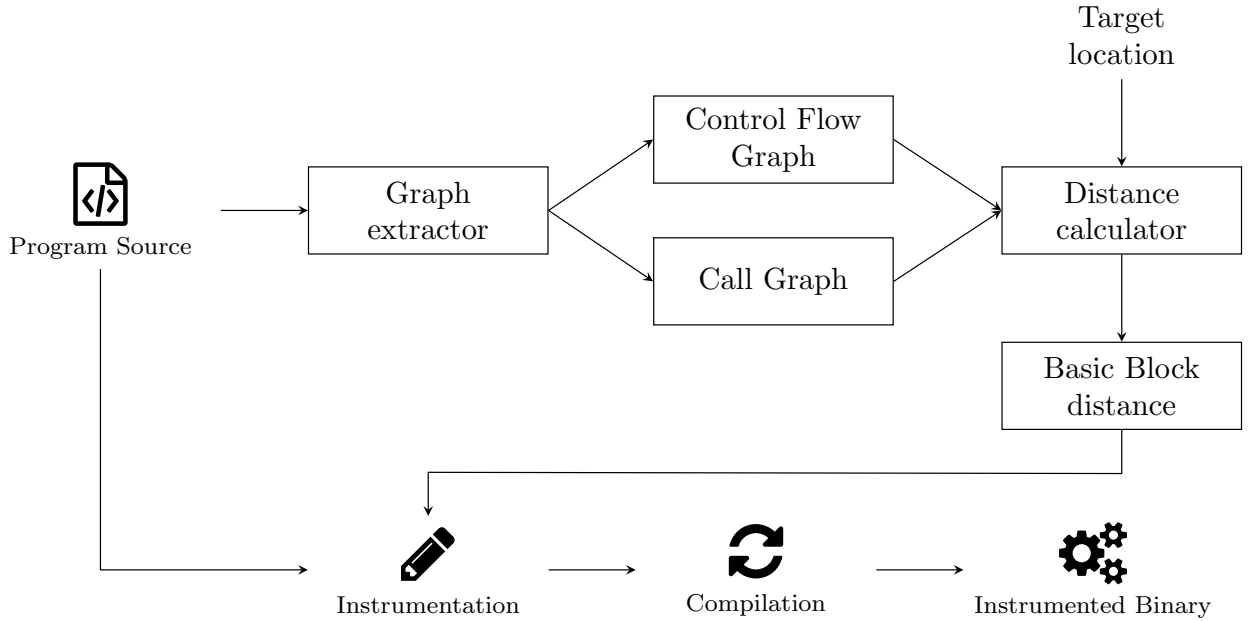 Target
location
Control Flow
Graph
Graph
extractor
Distance
calculator
Program Source
Call Graph
Basic Block
distance
Instrumentation
Compilation
Instrumented Binary